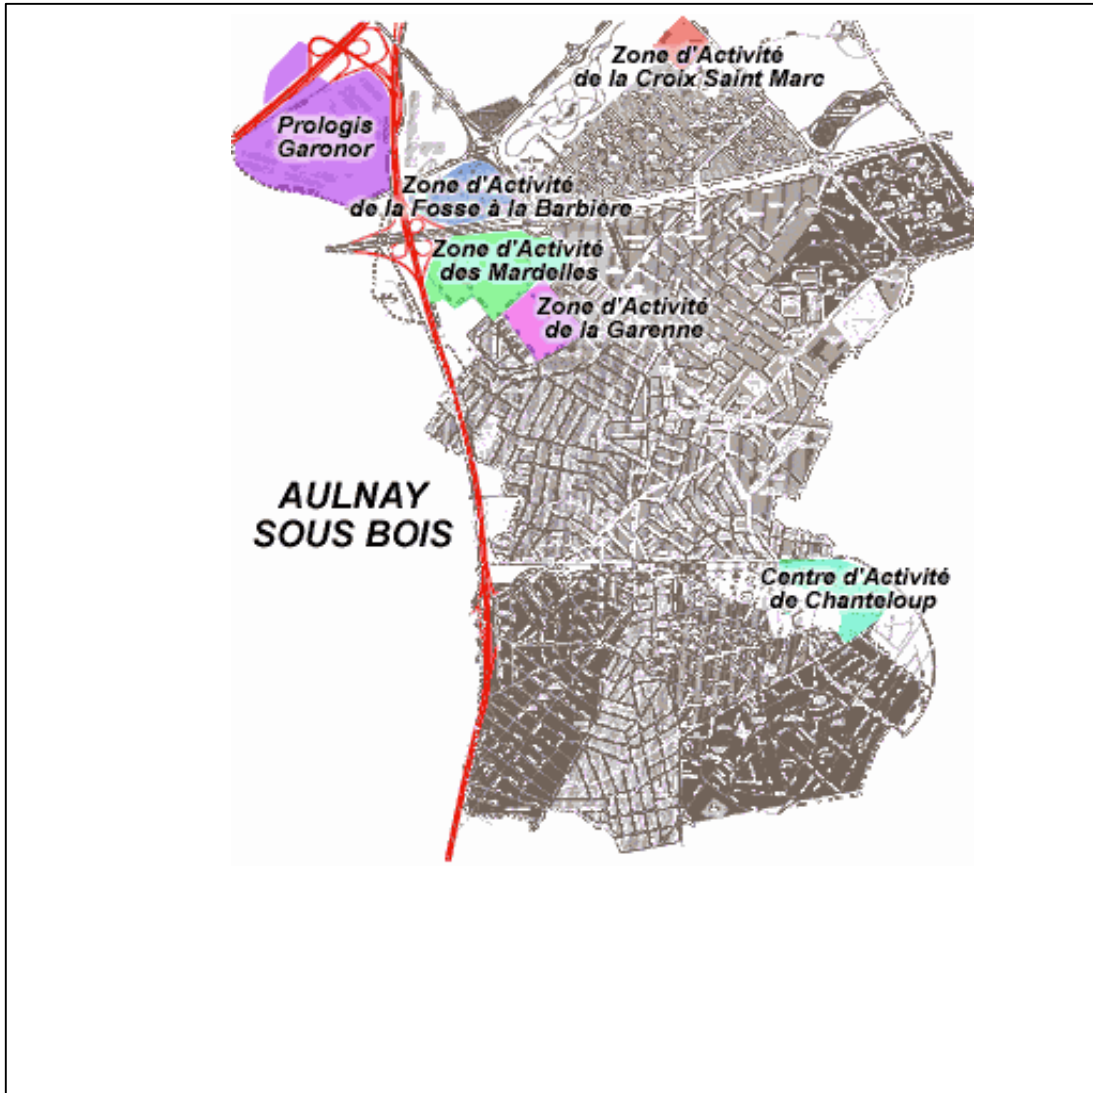 Zone d'Activité
de la Croix Saint Marc
Prologis
Garonor
Zone d'Activité
de la Fosse à la Barbière
Zone d'Activité
des Mardelles
Zone d'Activité
de la Garenne
AULNAY
SOUS BOIS
Centre d'Activité
de Chanteloup